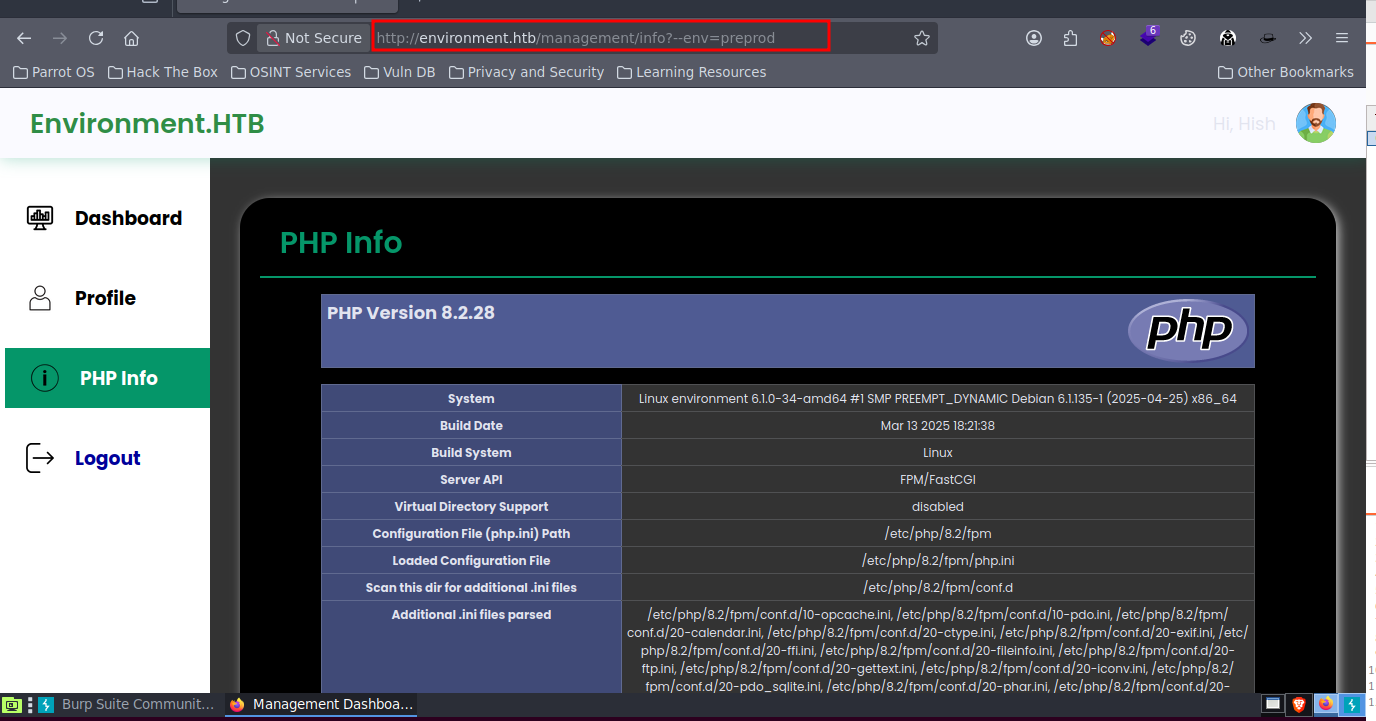 Not Secure http://environment.htb/management/info?--env=preprod 6
Parrot OS Hack The Box OSINT Services Vuln DB Privacy and Security Learning Resources Other Bookmarks
Environment.HTB Hi, Hish
Dashboard
Profile
PHP Info
Logout
PHP Info
PHP Version 8.2.28 php
System Linux environment 6.1.0-34-amd64 #1 SMP PREEMPT_DYNAMIC Debian 6.1.135-1 (2025-04-25) x86_64
Build Date Mar 13 2025 18:21:38
Build System Linux
Server API FPM/FastCGI
Virtual Directory Support disabled
Configuration File (php.ini) Path /etc/php/8.2/fpm
Loaded Configuration File /etc/php/8.2/fpm/php.ini
Scan this dir for additional .ini files /etc/php/8.2/fpm/conf.d
Additional .ini files parsed /etc/php/8.2/fpm/conf.d/10-opcache.ini, /etc/php/8.2/fpm/conf.d/10-pdo.ini, /etc/php/8.2/fpm/
conf.d/20-calendar.ini, /etc/php/8.2/fpm/conf.d/20-ctype.ini, /etc/php/8.2/fpm/conf.d/20-exif.ini, /etc/
php/8.2/fpm/conf.d/20-ffi.ini, /etc/php/8.2/fpm/conf.d/20-fileinfo.ini, /etc/php/8.2/fpm/conf.d/20-
ftp.ini, /etc/php/8.2/fpm/conf.d/20-gettext.ini, /etc/php/8.2/fpm/conf.d/20-iconv.ini, /etc/php/8.2/
fpm/conf.d/20-pdo_sqlite.ini, /etc/php/8.2/fpm/conf.d/20-phar.ini, /etc/php/8.2/fpm/conf.d/20-
Burp Suite Communit... Management Dashboa...